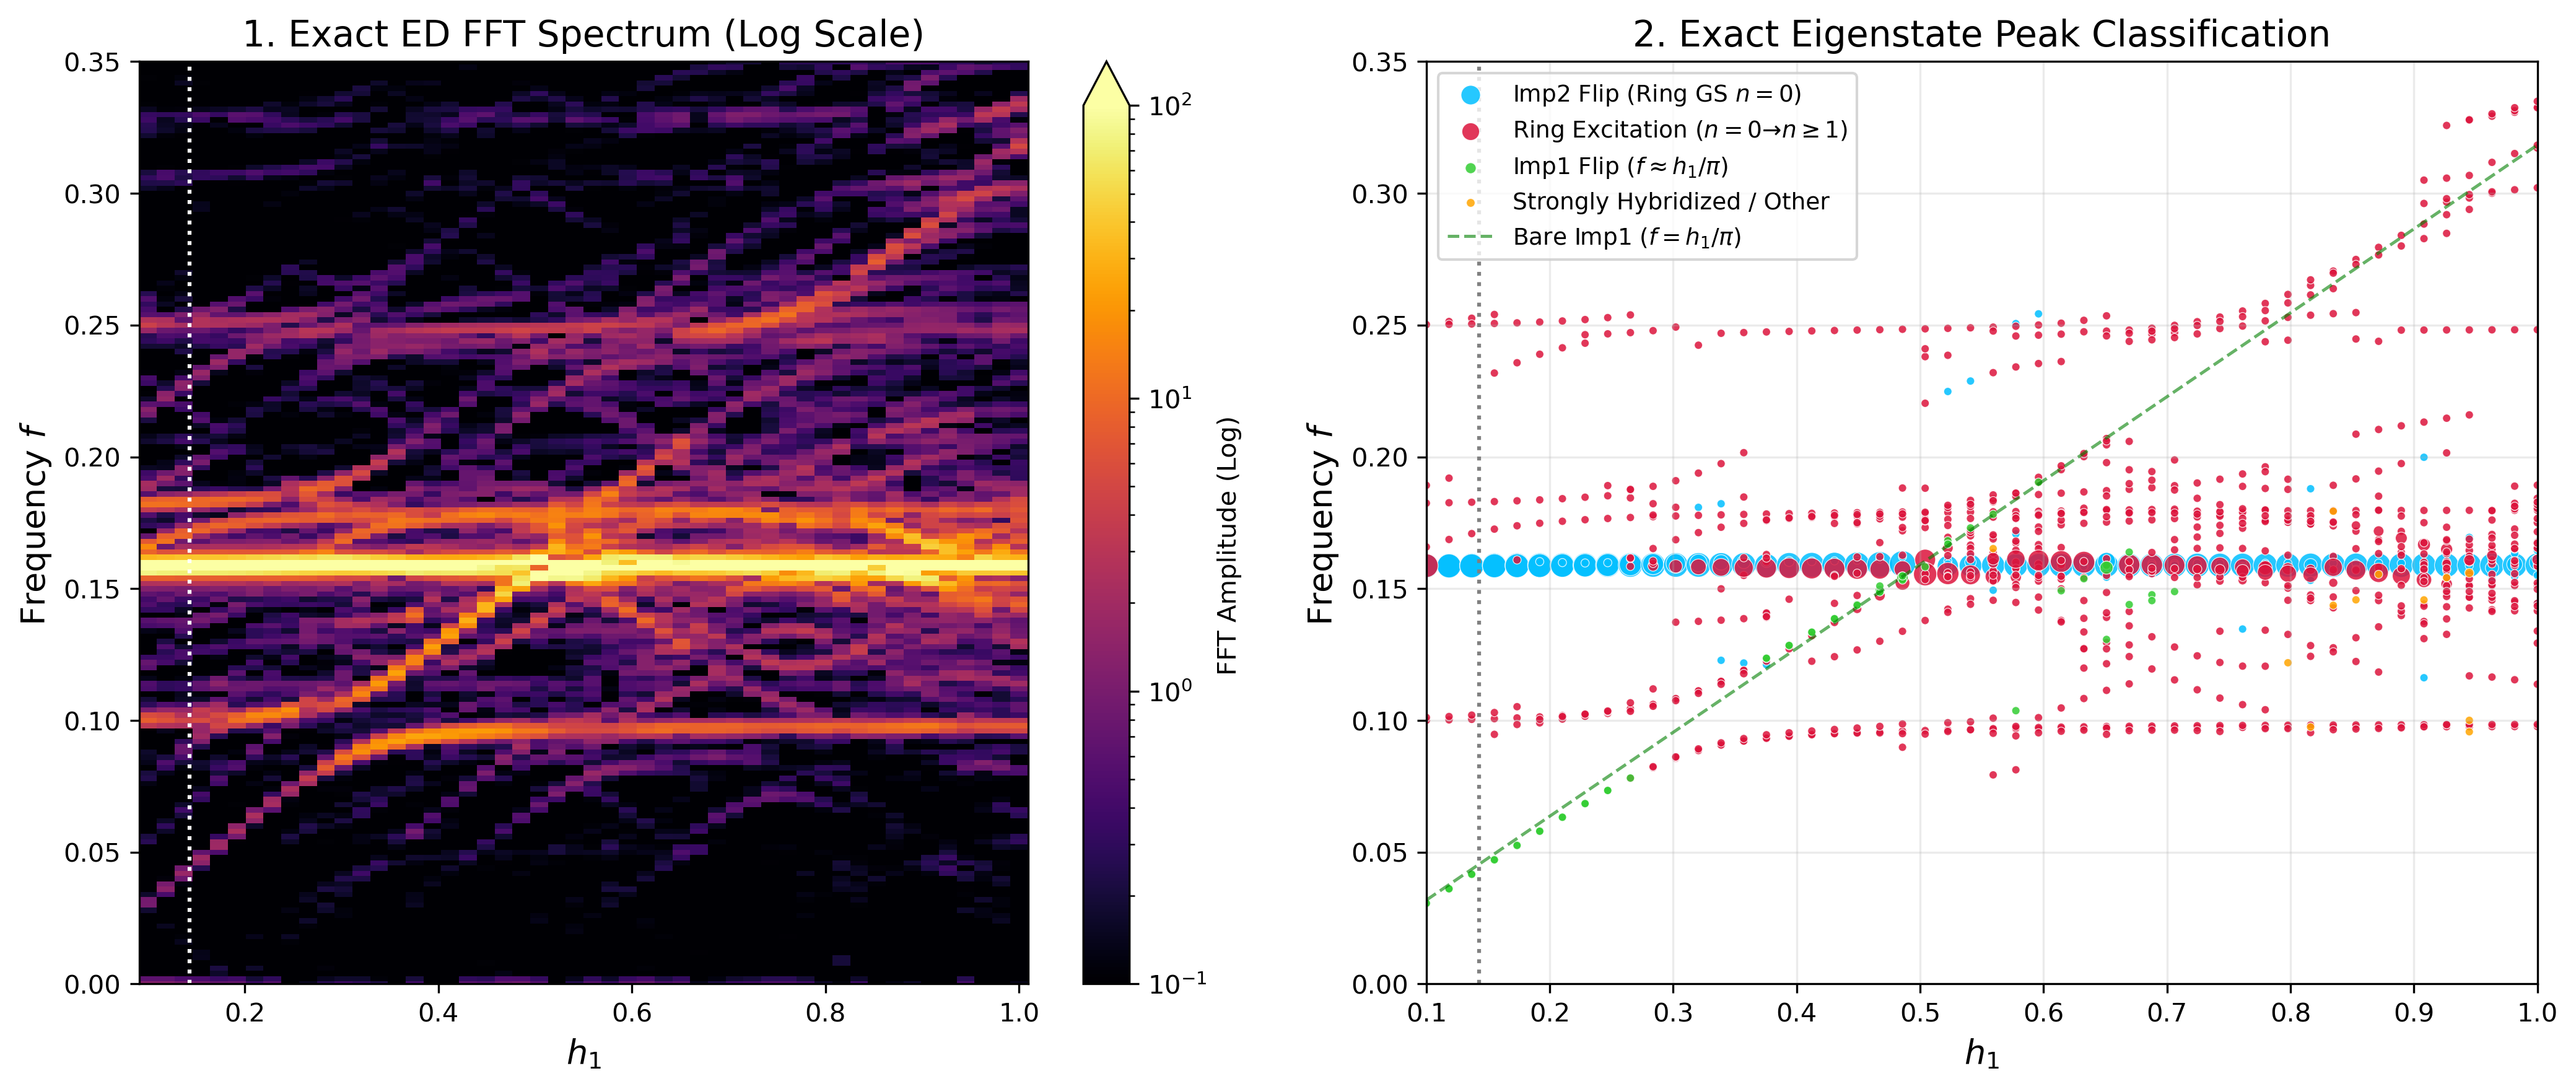 1. Exact ED FFT Spectrum (Log Scale)
0.35
0.30
0.25
0.20
0.15
0.10
0.05
0.00
Frequency f
0.2
0.4
0.6
0.8
1.0
h₁
10²
10¹
10⁰
10⁻¹
FFT Amplitude (Log)
2. Exact Eigenstate Peak Classification
Imp2 Flip (Ring GS n = 0)
Ring Excitation (n = 0→n ≥ 1)
Imp1 Flip (f ≈ h₁/π)
Strongly Hybridized / Other
Bare Imp1 (f = h₁/π)
0.35
0.30
0.25
0.20
0.15
0.10
0.05
0.00
Frequency f
0.1
0.2
0.3
0.4
0.5
0.6
0.7
0.8
0.9
1.0
h₁